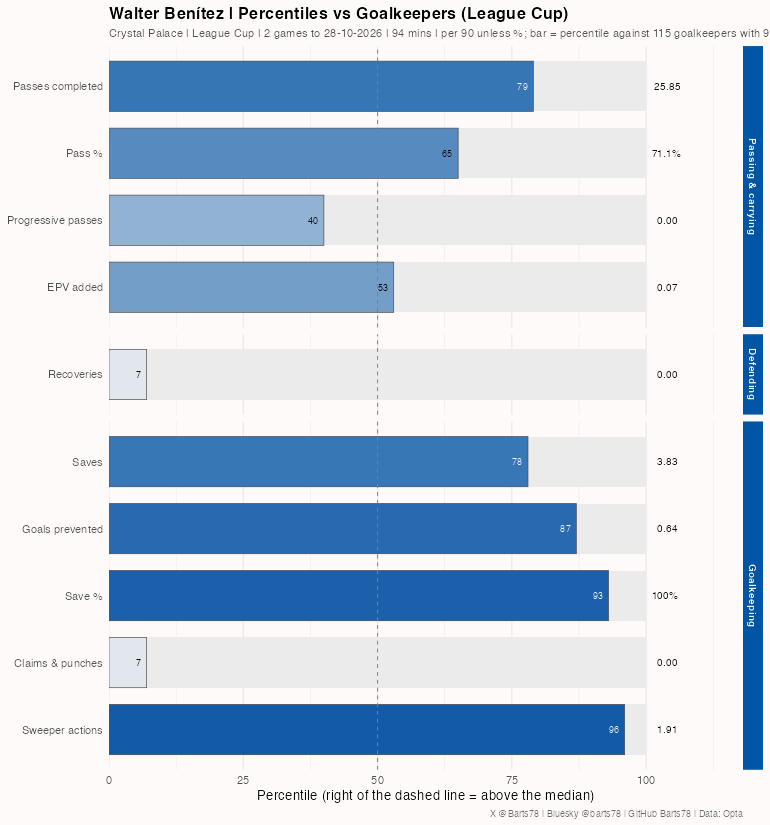 Walter Benítez | Percentiles vs Goalkeepers (League Cup)
Crystal Palace | League Cup | 2 games to 28-10-2026 | 94 mins | per 90 unless %; bar = percentile against 115 goalkeepers with 9
Passes completed 79 25.85
Pass % 65 71.1%
Progressive passes 40 0.00
EPV added 53 0.07
Passing & carrying
Recoveries 7 0.00
Defending
Saves 78 3.83
Goals prevented 87 0.64
Save % 93 100%
Claims & punches 7 0.00
Sweeper actions 96 1.91
Goalkeeping
0 25 50 75 100
Percentile (right of the dashed line = above the median)
X @Barts78 | Bluesky @barts78 | GitHub Barts78 | Data: Opta